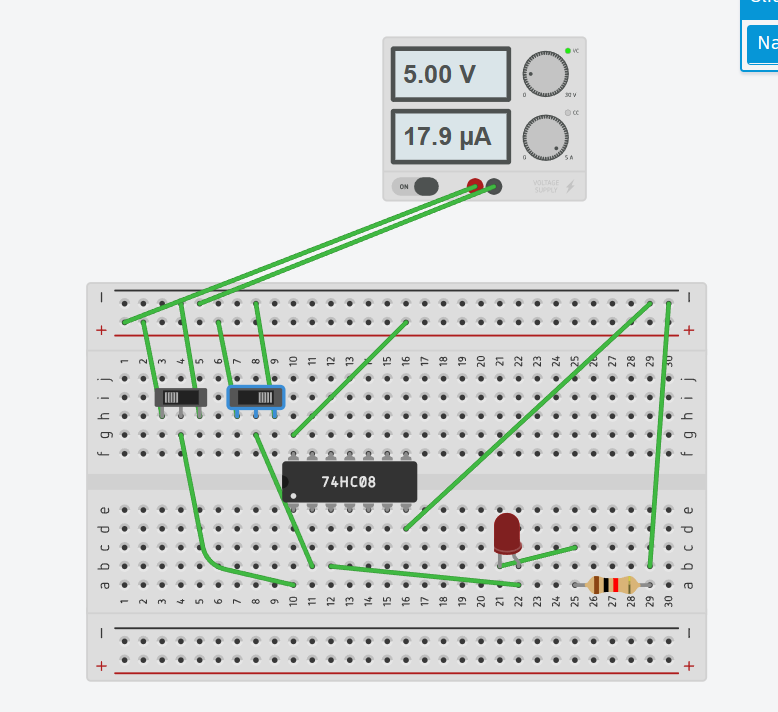 Na
5.00 V
VC
0
30 V
17.9 µA
CC
0
5 A
ON
VOLTAGE
SUPPLY
–
–
+
+
1 2 3 4 5 6 7 8 9 10 11 12 13 14 15 16 17 18 19 20 21 22 23 24 25 26 27 28 29 30
j j
i i
h h
g g
f f
74HC08
e e
d d
c c
b b
a a
1 2 3 4 5 6 7 8 9 10 11 12 13 14 15 16 17 18 19 20 21 22 23 24 25 26 27 28 29 30
–
–
+
+